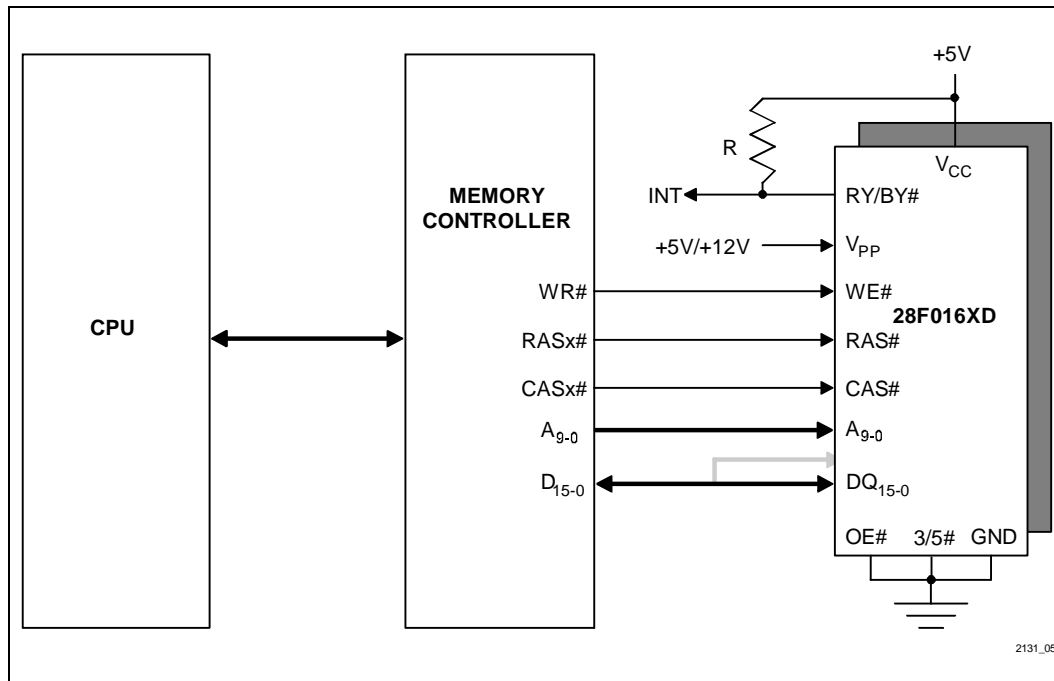 +5V
R
V_CC
MEMORY
CONTROLLER
INT
RY/BY#
+5V/+12V
V_PP
WR#
WE#
28F016XD
CPU
RASx#
RAS#
CASx#
CAS#
A_9-0
A_9-0
D_15-0
DQ_15-0
OE# 3/5# GND
2131_05